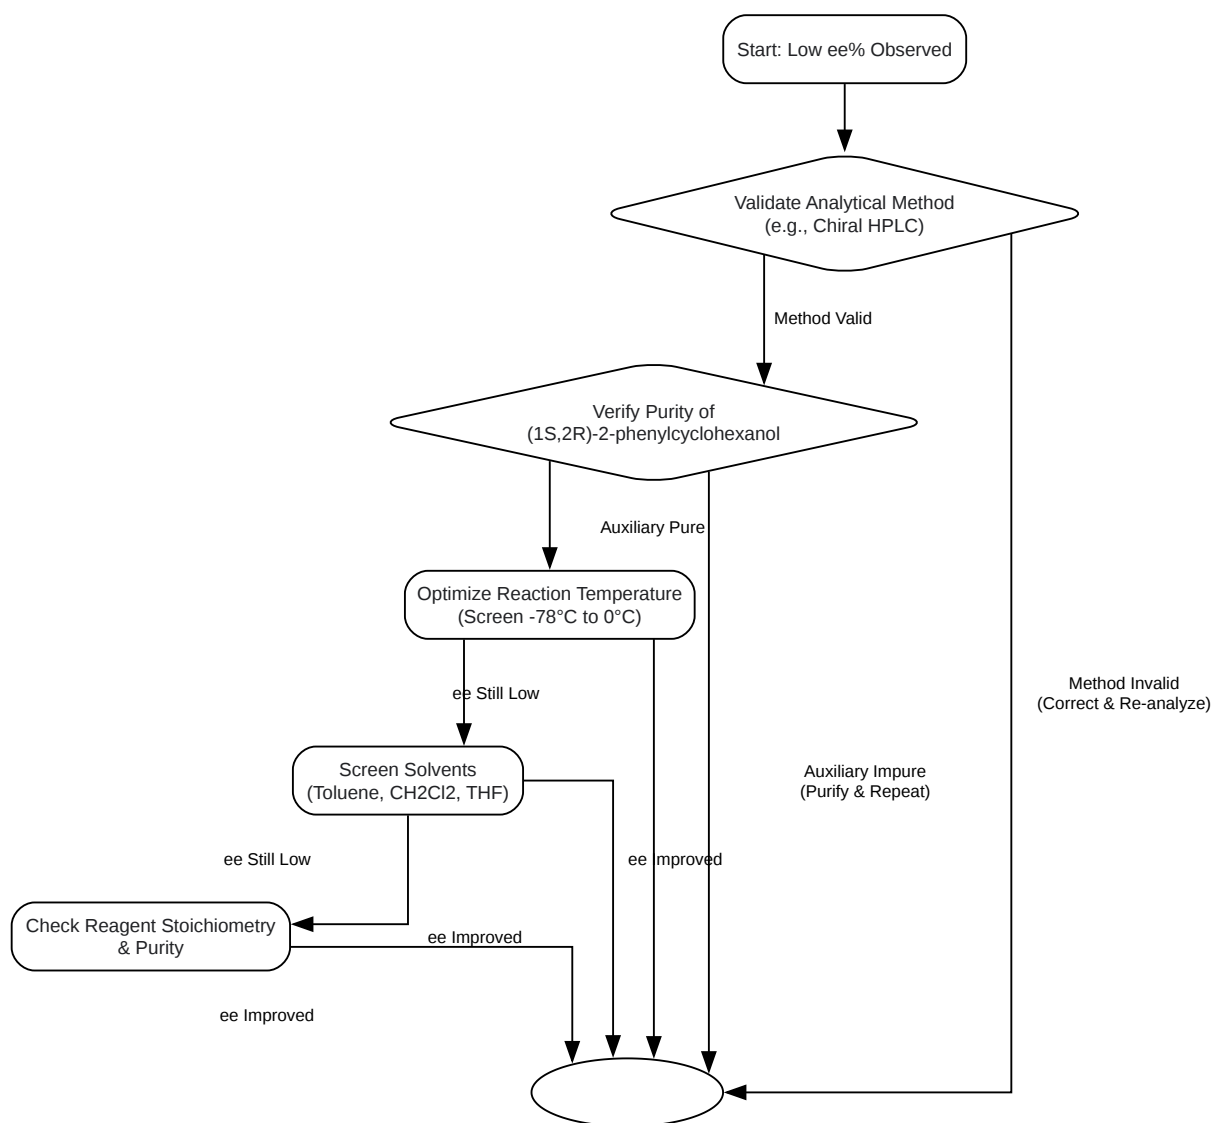 Start: Low ee% Observed
Validate Analytical Method
(e.g., Chiral HPLC)
Method Valid
Verify Purity of
(1S,2R)-2-phenylcyclohexanol
Auxiliary Pure
Optimize Reaction Temperature
(Screen -78°C to 0°C)
ee Still Low
Method Invalid
(Correct & Re-analyze)
Screen Solvents
(Toluene, CH2Cl2, THF)
Auxiliary Impure
(Purify & Repeat)
ee Still Low
ee Improved
Check Reagent Stoichiometry
& Purity
ee Improved
ee Improved